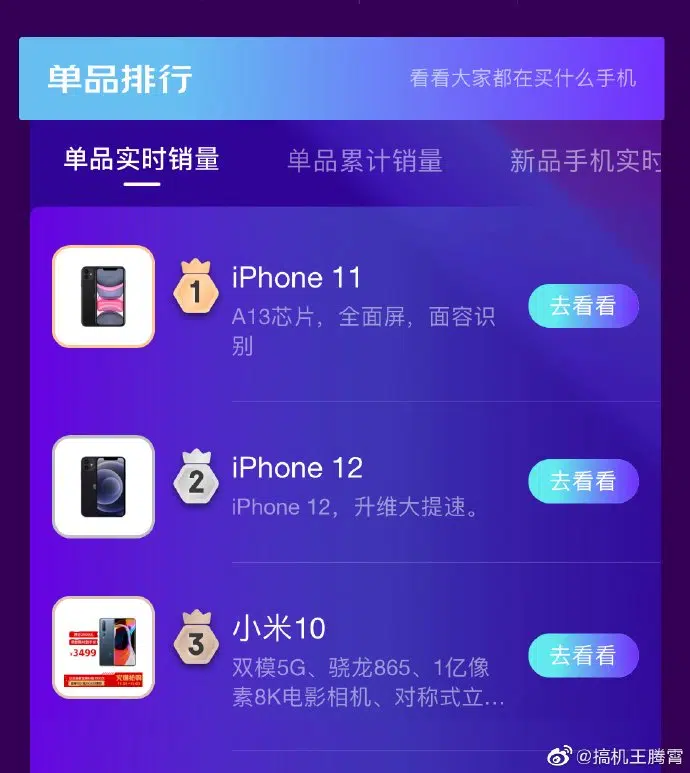 单品排行
看看大家都在买什么手机
单品实时销量
单品累计销量
新品手机实时
1
iPhone 11
A13芯片，全面屏，面容识
别
去看看
2
iPhone 12
iPhone 12，升维大提速。
去看看
¥3499
3
小米10
双模5G、骁龙865、1亿像
素8K电影相机、对称式立...
去看看
@搞机王腾霄